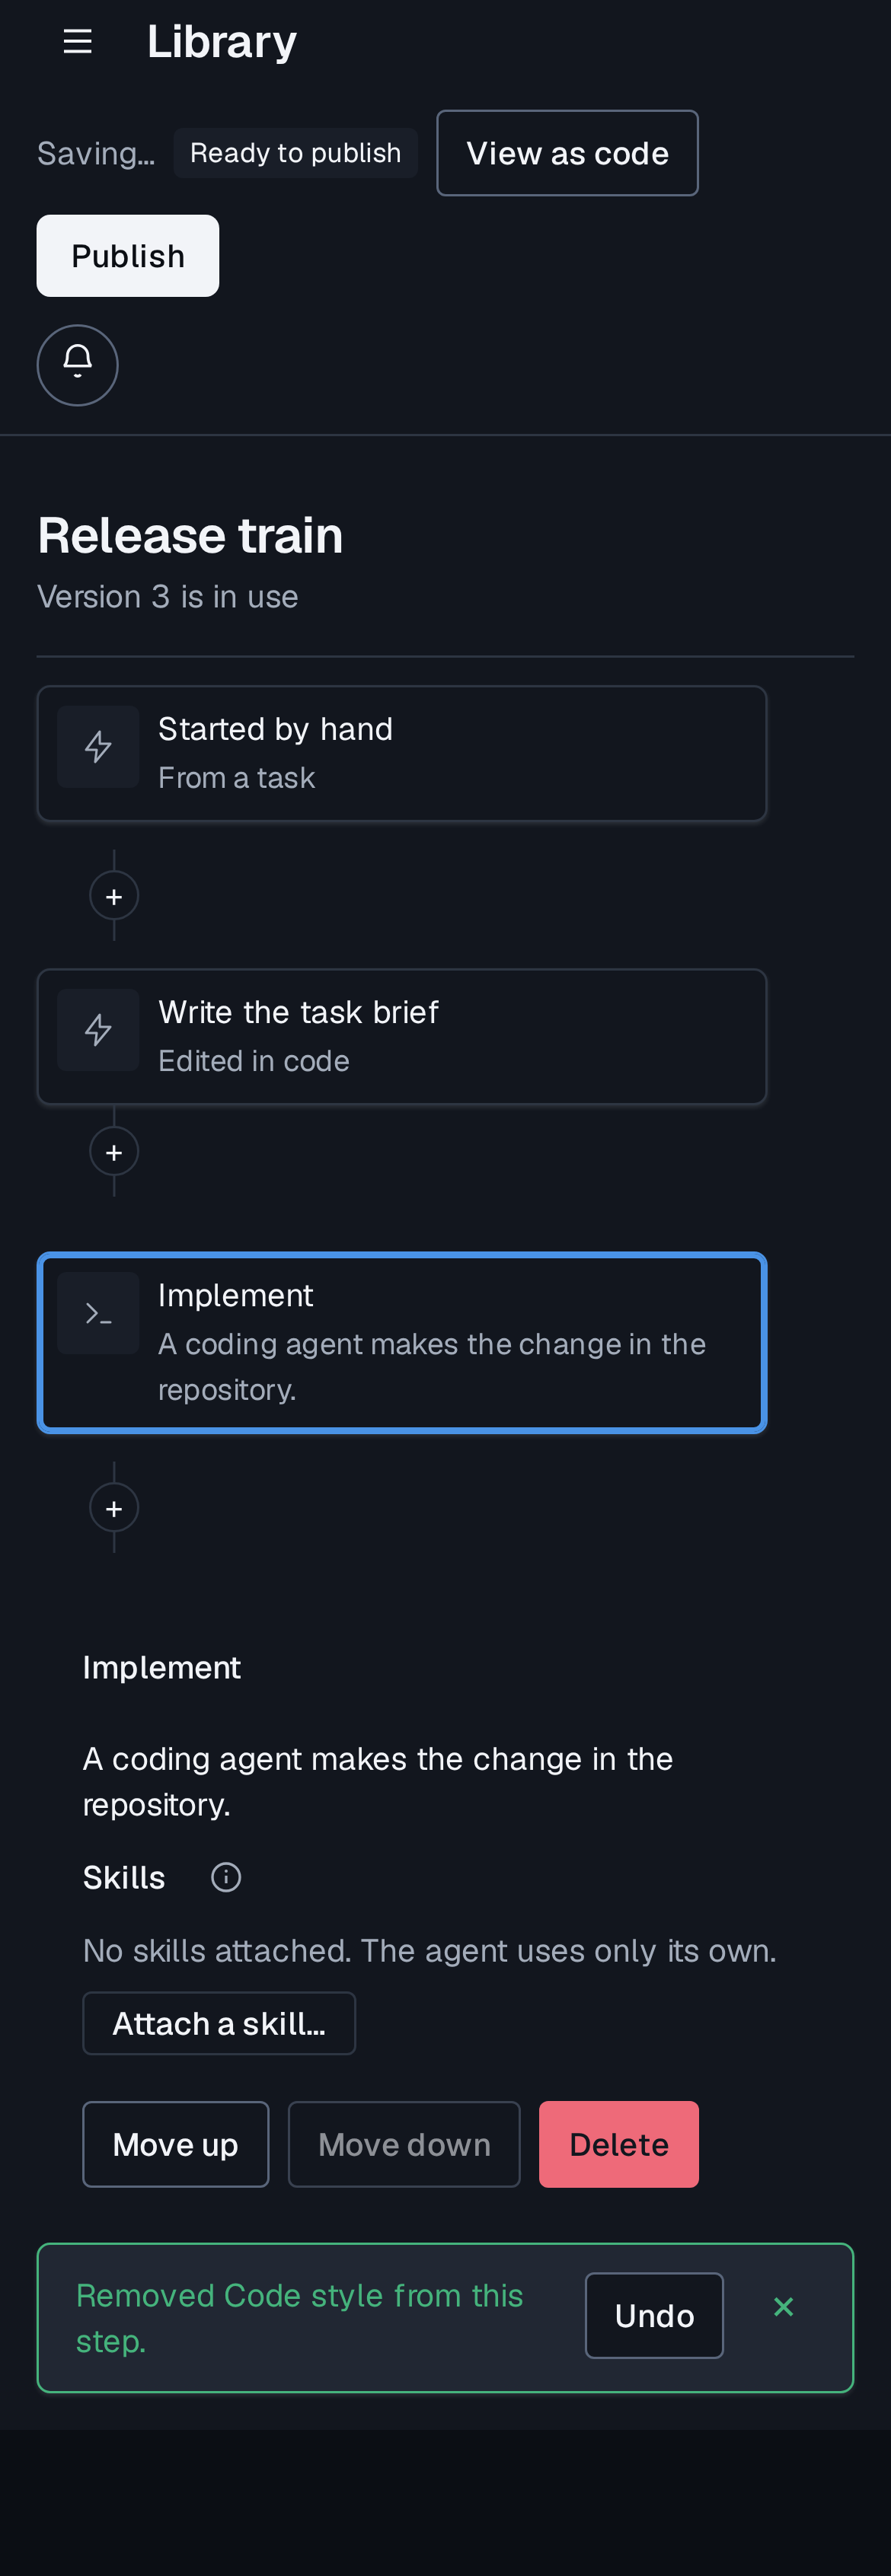 Library
Saving…
Ready to publish
View as code
Publish
Release train
Version 3 is in use
Started by hand
From a task
+
Write the task brief
Edited in code
+
Implement
A coding agent makes the change in the
repository.
+
Implement
A coding agent makes the change in the
repository.
Skills
No skills attached. The agent uses only its own.
Attach a skill…
Move up
Move down
Delete
Removed Code style from this
step.
Undo